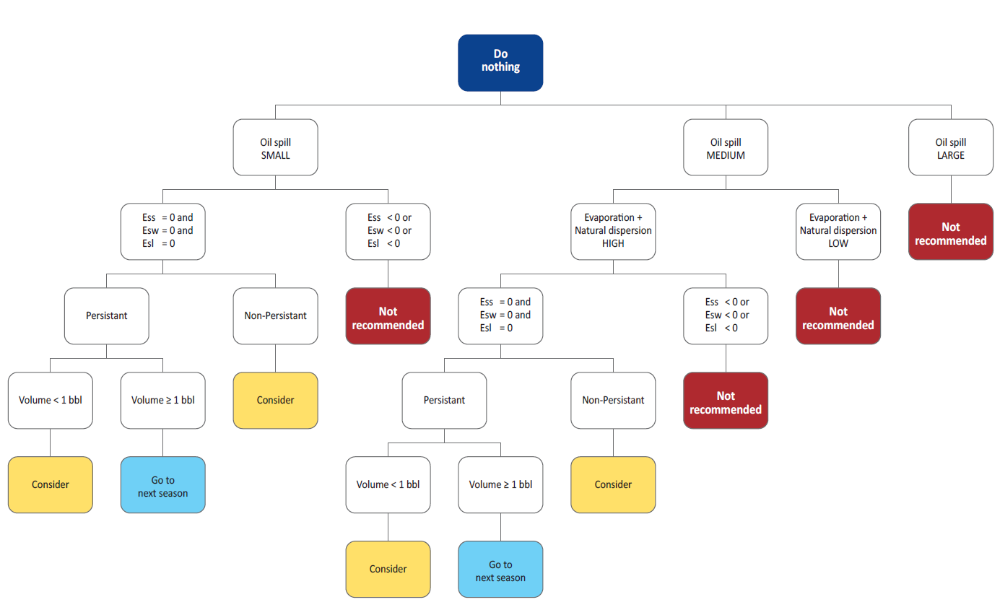 Do
nothing
Oil spill
SMALL
Oil spill
MEDIUM
Oil spill
LARGE
Ess = 0 and
Esw = 0 and
Esl = 0
Ess < 0 or
Esw < 0 or
Esl < 0
Evaporation +
Natural dispersion
HIGH
Evaporation +
Natural dispersion
LOW
Not
recommended
Persistant
Non-Persistant
Not
recommended
Ess = 0 and
Esw = 0 and
Esl = 0
Ess < 0 or
Esw < 0 or
Esl < 0
Not
recommended
Volume < 1 bbl
Volume ≥ 1 bbl
Consider
Persistant
Non-Persistant
Not
recommended
Consider
Go to
next season
Volume < 1 bbl
Volume ≥ 1 bbl
Consider
Consider
Go to
next season